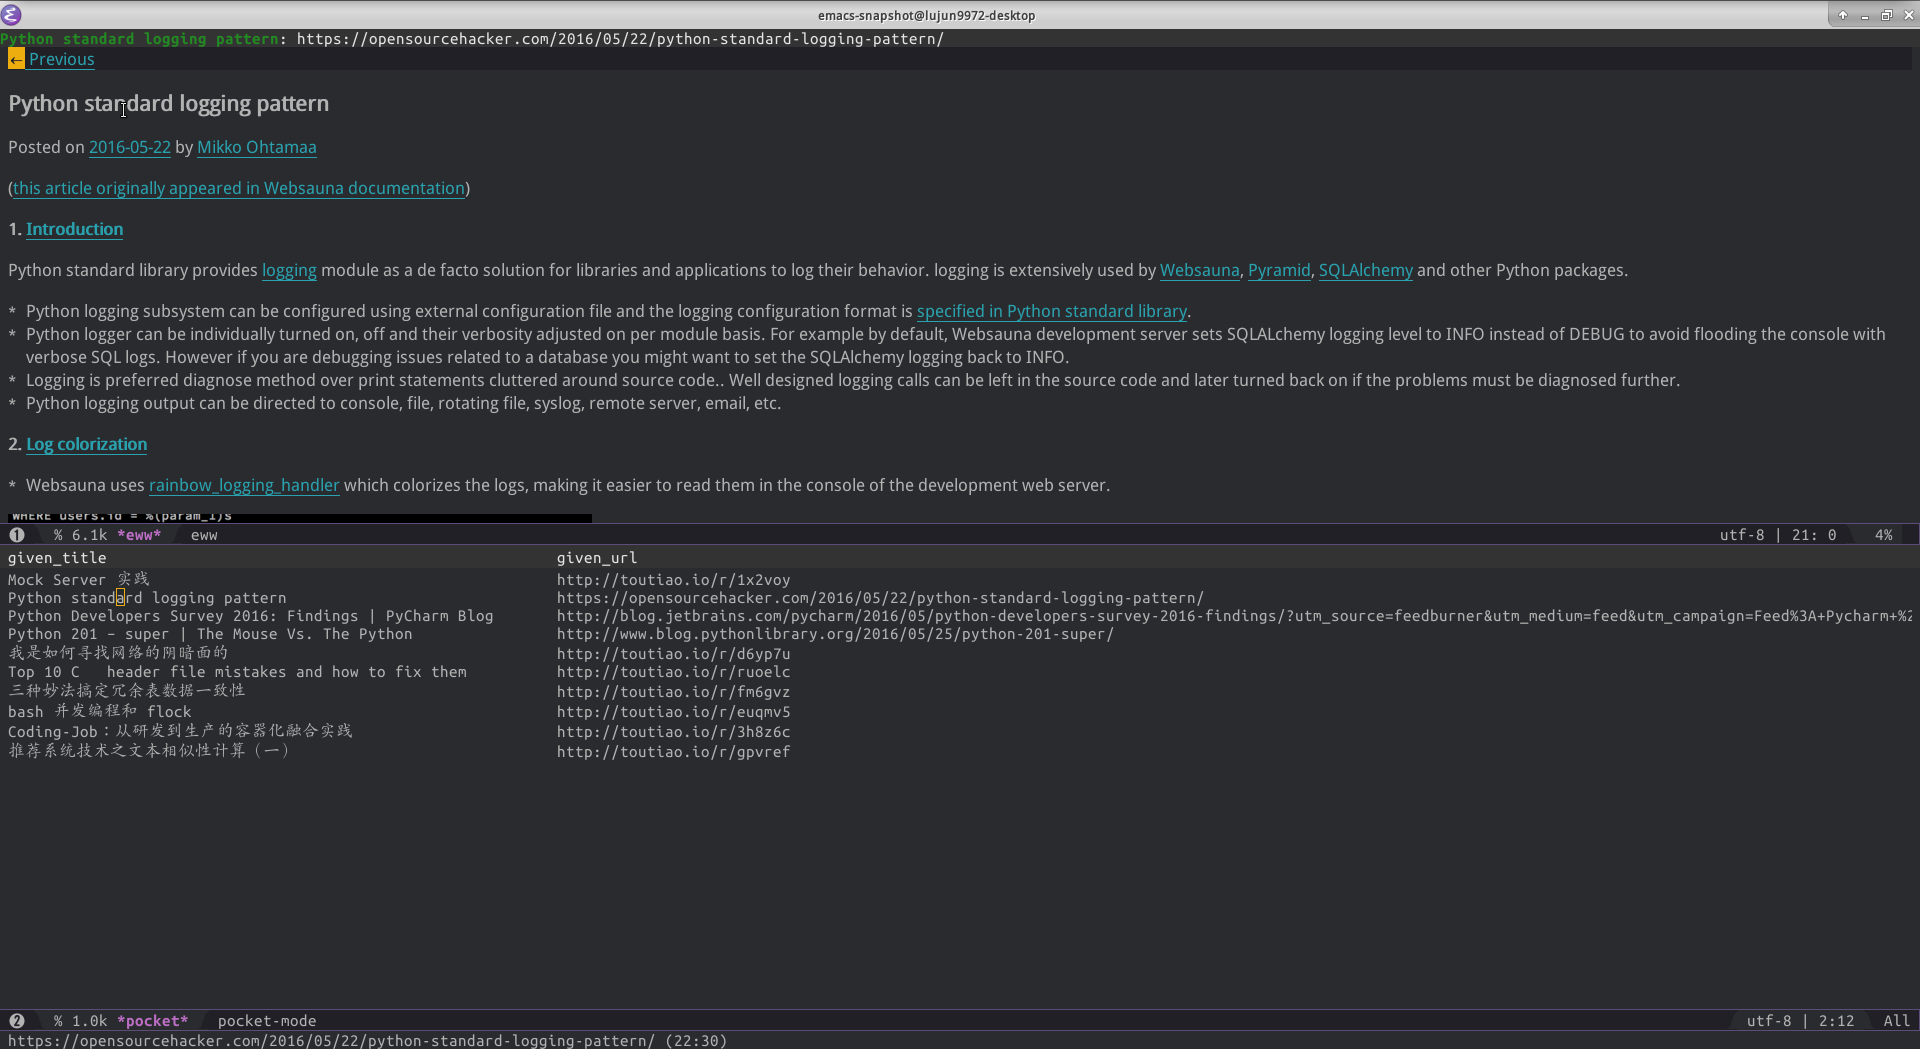 emacs-snapshot@lujun9972-desktop
Python standard logging pattern: https://opensourcehacker.com/2016/05/22/python-standard-logging-pattern/
← Previous
Python standard logging pattern
Posted on 2016-05-22 by Mikko Ohtamaa
(this article originally appeared in Websauna documentation)
1. Introduction
Python standard library provides logging module as a de facto solution for libraries and applications to log their behavior. logging is extensively used by Websauna, Pyramid, SQLAlchemy and other Python packages.
* Python logging subsystem can be configured using external configuration file and the logging configuration format is specified in Python standard library.
* Python logger can be individually turned on, off and their verbosity adjusted on per module basis. For example by default, Websauna development server sets SQLALchemy logging level to INFO instead of DEBUG to avoid flooding the console with
verbose SQL logs. However if you are debugging issues related to a database you might want to set the SQLAlchemy logging back to INFO.
* Logging is preferred diagnose method over print statements cluttered around source code.. Well designed logging calls can be left in the source code and later turned back on if the problems must be diagnosed further.
* Python logging output can be directed to console, file, rotating file, syslog, remote server, email, etc.
2. Log colorization
* Websauna uses rainbow_logging_handler which colorizes the logs, making it easier to read them in the console of the development web server.
WHERE users.id = %(param_1)s
1 % 6.1k *eww* eww utf-8 | 21: 0 4%
given_title given_url
Mock Server 实践 http://toutiao.io/r/1x2voy
Python standard logging pattern https://opensourcehacker.com/2016/05/22/python-standard-logging-pattern/
Python Developers Survey 2016: Findings | PyCharm Blog http://blog.jetbrains.com/pycharm/2016/05/python-developers-survey-2016-findings/?utm_source=feedburner&utm_medium=feed&utm_campaign=Feed%3A+Pycharm+%2
Python 201 – super | The Mouse Vs. The Python http://www.blog.pythonlibrary.org/2016/05/25/python-201-super/
我是如何寻找网络的阴暗面的 http://toutiao.io/r/d6yp7u
Top 10 C header file mistakes and how to fix them http://toutiao.io/r/ruoelc
三种妙法搞定冗余表数据一致性 http://toutiao.io/r/fm6gvz
bash 并发编程和 flock http://toutiao.io/r/euqmv5
Coding-Job：从研发到生产的容器化融合实践 http://toutiao.io/r/3h8z6c
推荐系统技术之文本相似性计算（一） http://toutiao.io/r/gpvref
2 % 1.0k *pocket* pocket-mode utf-8 | 2:12 All
https://opensourcehacker.com/2016/05/22/python-standard-logging-pattern/ (22:30)